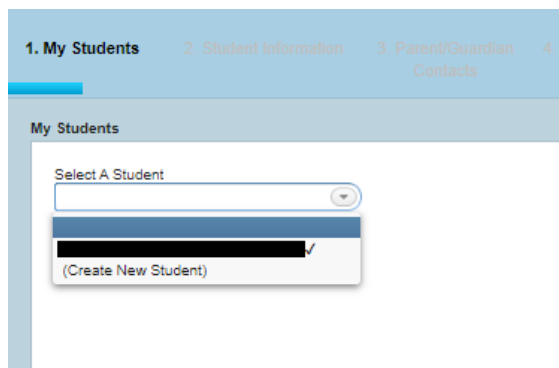 1. My Students
2. Student Information
3. Parent/Guardian
Contacts
4
My Students
Select A Student
✓
(Create New Student)